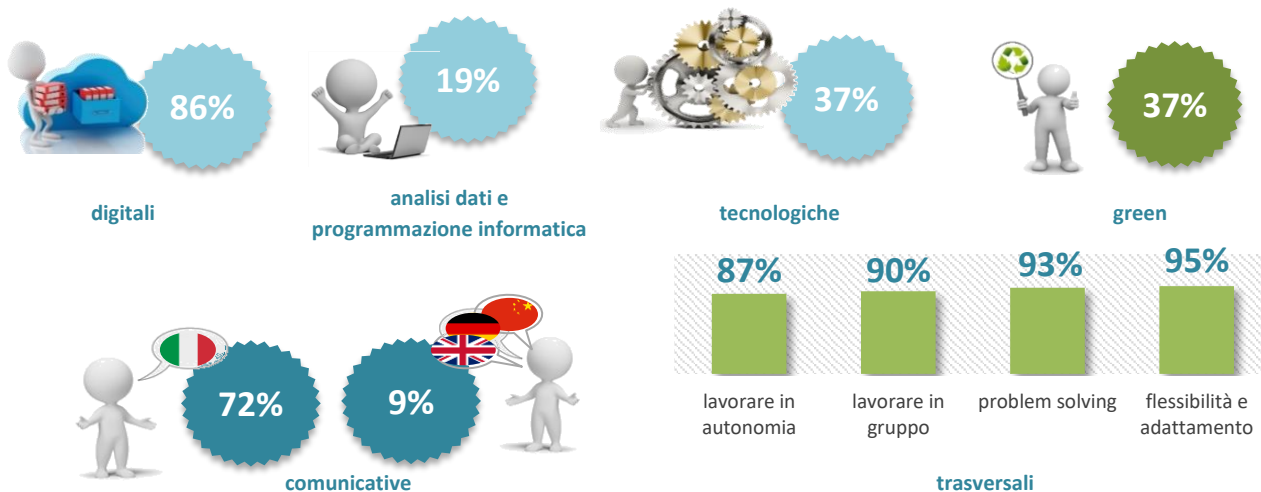 86%
19%
37%
37%
digitali
analisi dati e
programmazione informatica
tecnologiche
green
72%
9%
comunicative
87%
90%
93%
95%
lavorare in
autonomia
lavorare in
gruppo
problem solving
flessibilità e
adattamento
trasversali